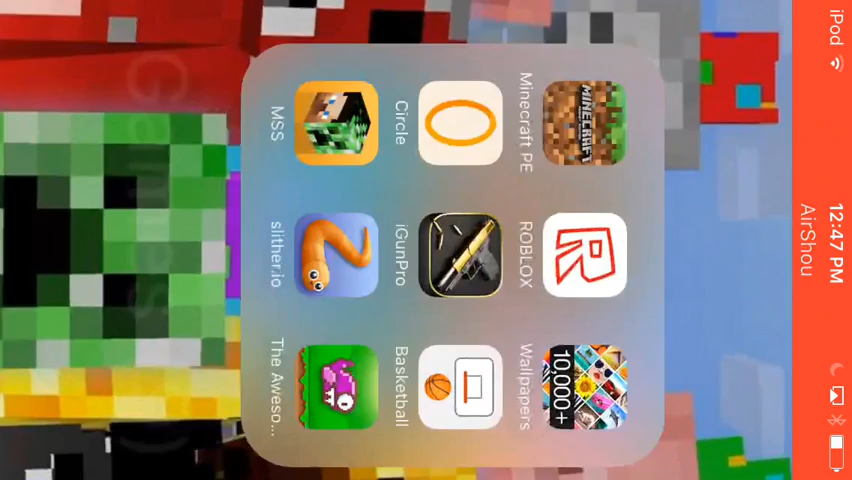 iPod
12:47 PM
AirShou
Games
MINECRAFT
10,000+
Minecraft PE
ROBLOX
Wallpapers
Circle
iGunPro
Basketball
MSS
slither.io
The Aweso...